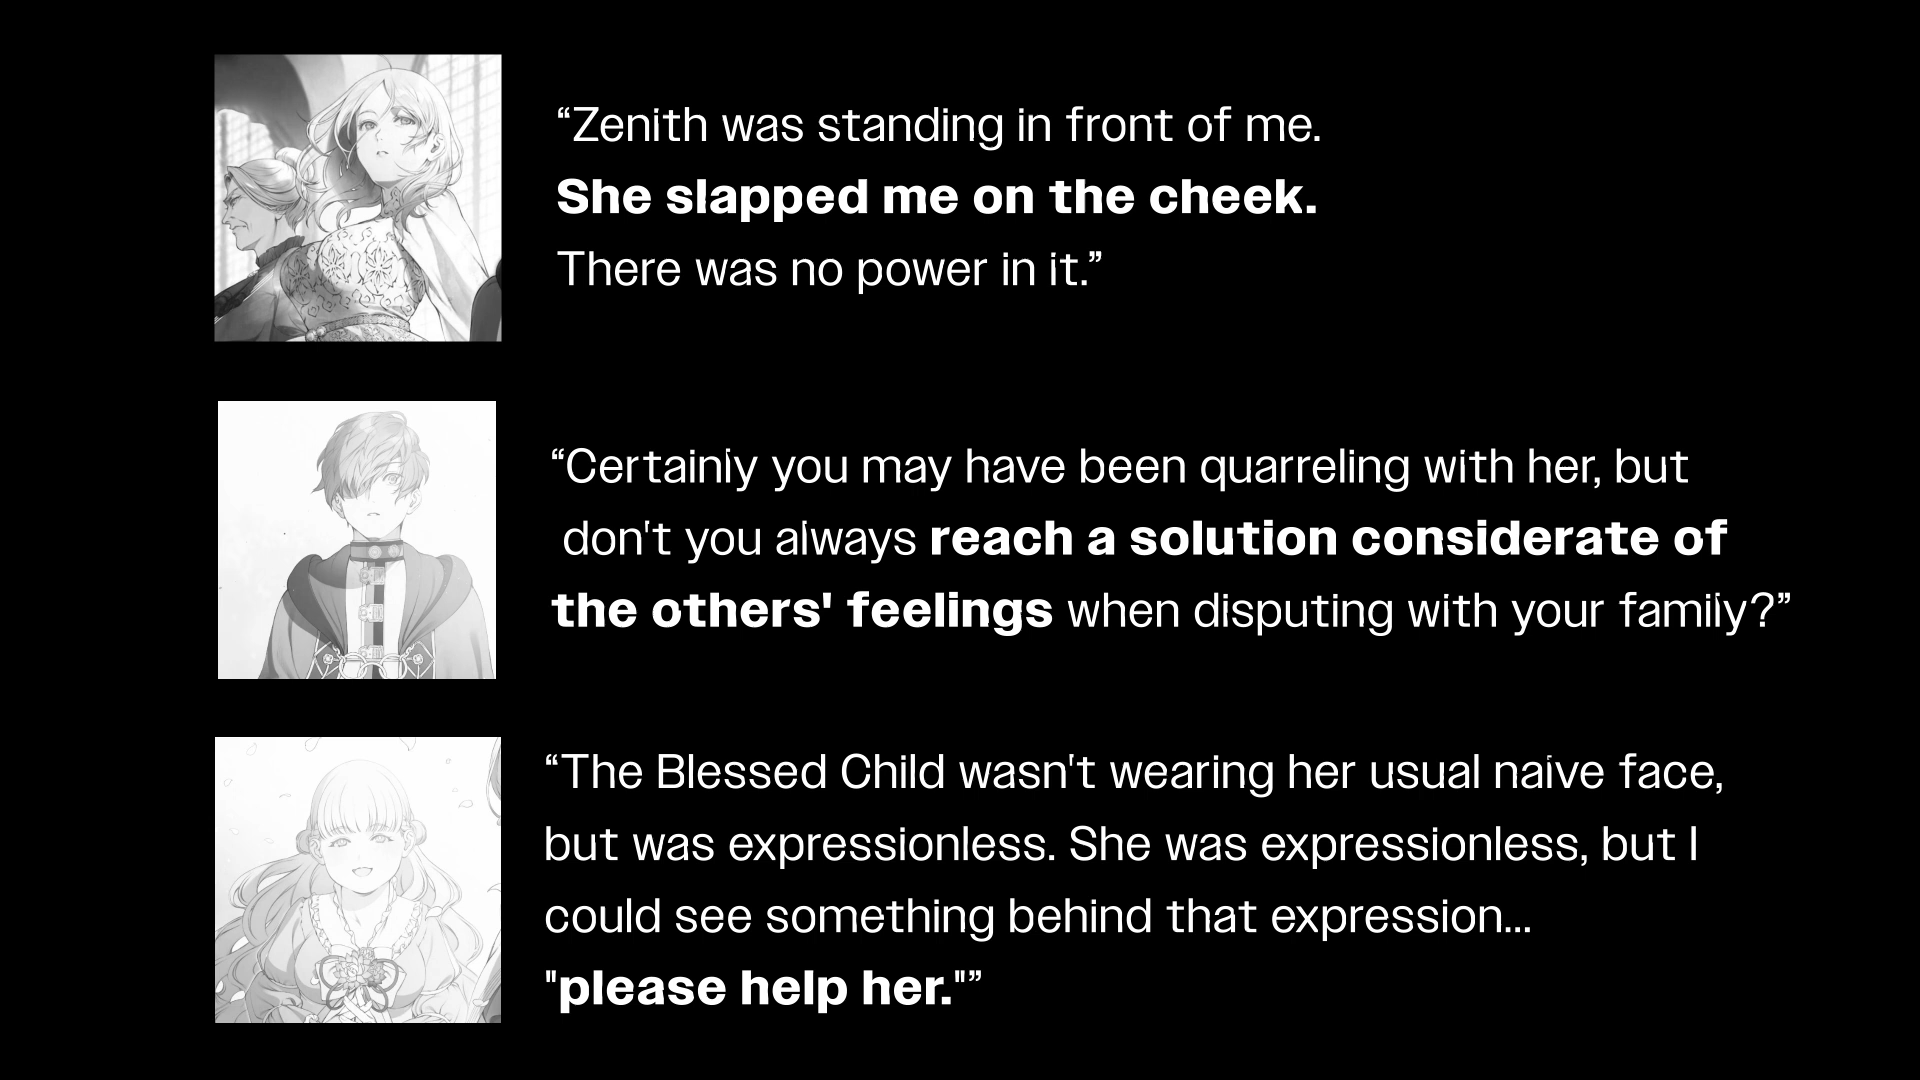 “Zenith was standing in front of me.
She slapped me on the cheek.
There was no power in it.”
“Certainly you may have been quarreling with her, but
don't you always reach a solution considerate of
the others' feelings when disputing with your family?”
“The Blessed Child wasn't wearing her usual naive face,
but was expressionless. She was expressionless, but I
could see something behind that expression...
"please help her."”